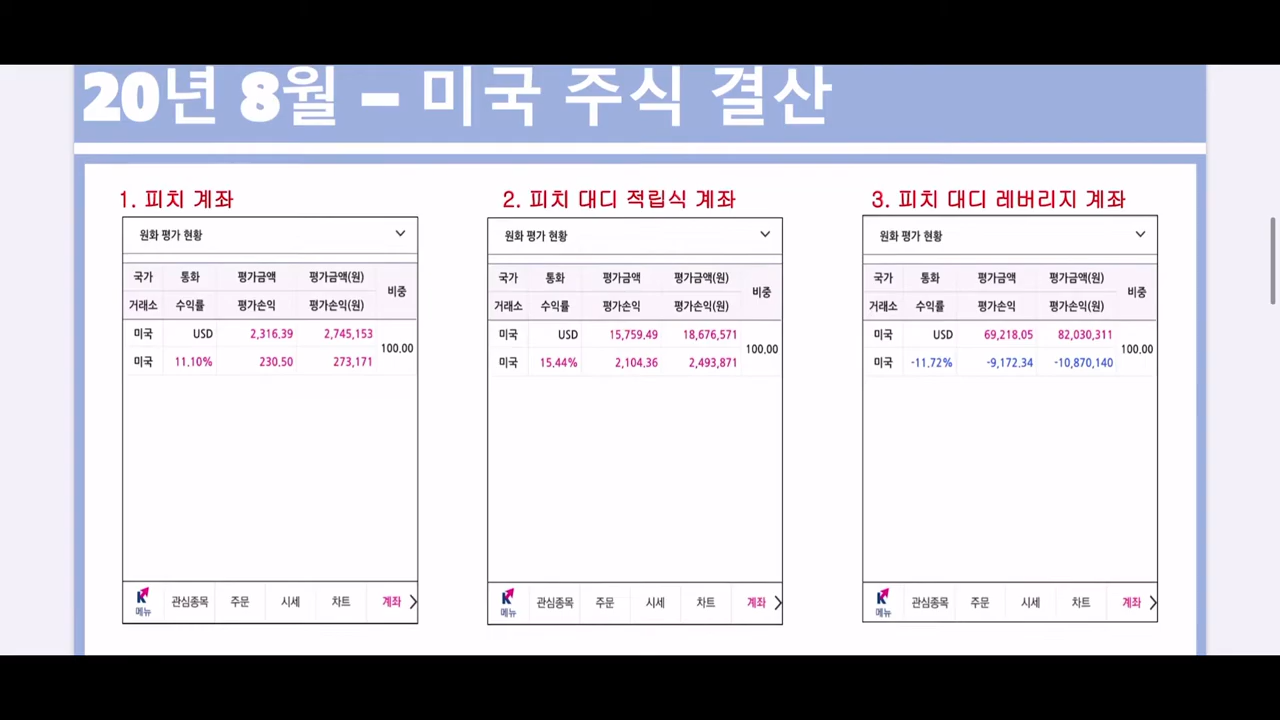 20년 8월 – 미국 주식 결산
1. 피치 계좌
원화 평가 현황
국가 통화 평가금액 평가금액(원) 비중
거래소 수익률 평가손익 평가손익(원)
미국 USD 2,316.39 2,745,153 100.00
미국 11.10% 230.50 273,171
K
메뉴 관심종목 주문 시세 차트 계좌
2. 피치 대디 적립식 계좌
원화 평가 현황
국가 통화 평가금액 평가금액(원) 비중
거래소 수익률 평가손익 평가손익(원)
미국 USD 15,759.49 18,676,571 100.00
미국 15.44% 2,104.36 2,493,871
K
메뉴 관심종목 주문 시세 차트 계좌
3. 피치 대디 레버리지 계좌
원화 평가 현황
국가 통화 평가금액 평가금액(원) 비중
거래소 수익률 평가손익 평가손익(원)
미국 USD 69,218.05 82,030,311 100.00
미국 -11.72% -9,172.34 -10,870,140
K
메뉴 관심종목 주문 시세 차트 계좌